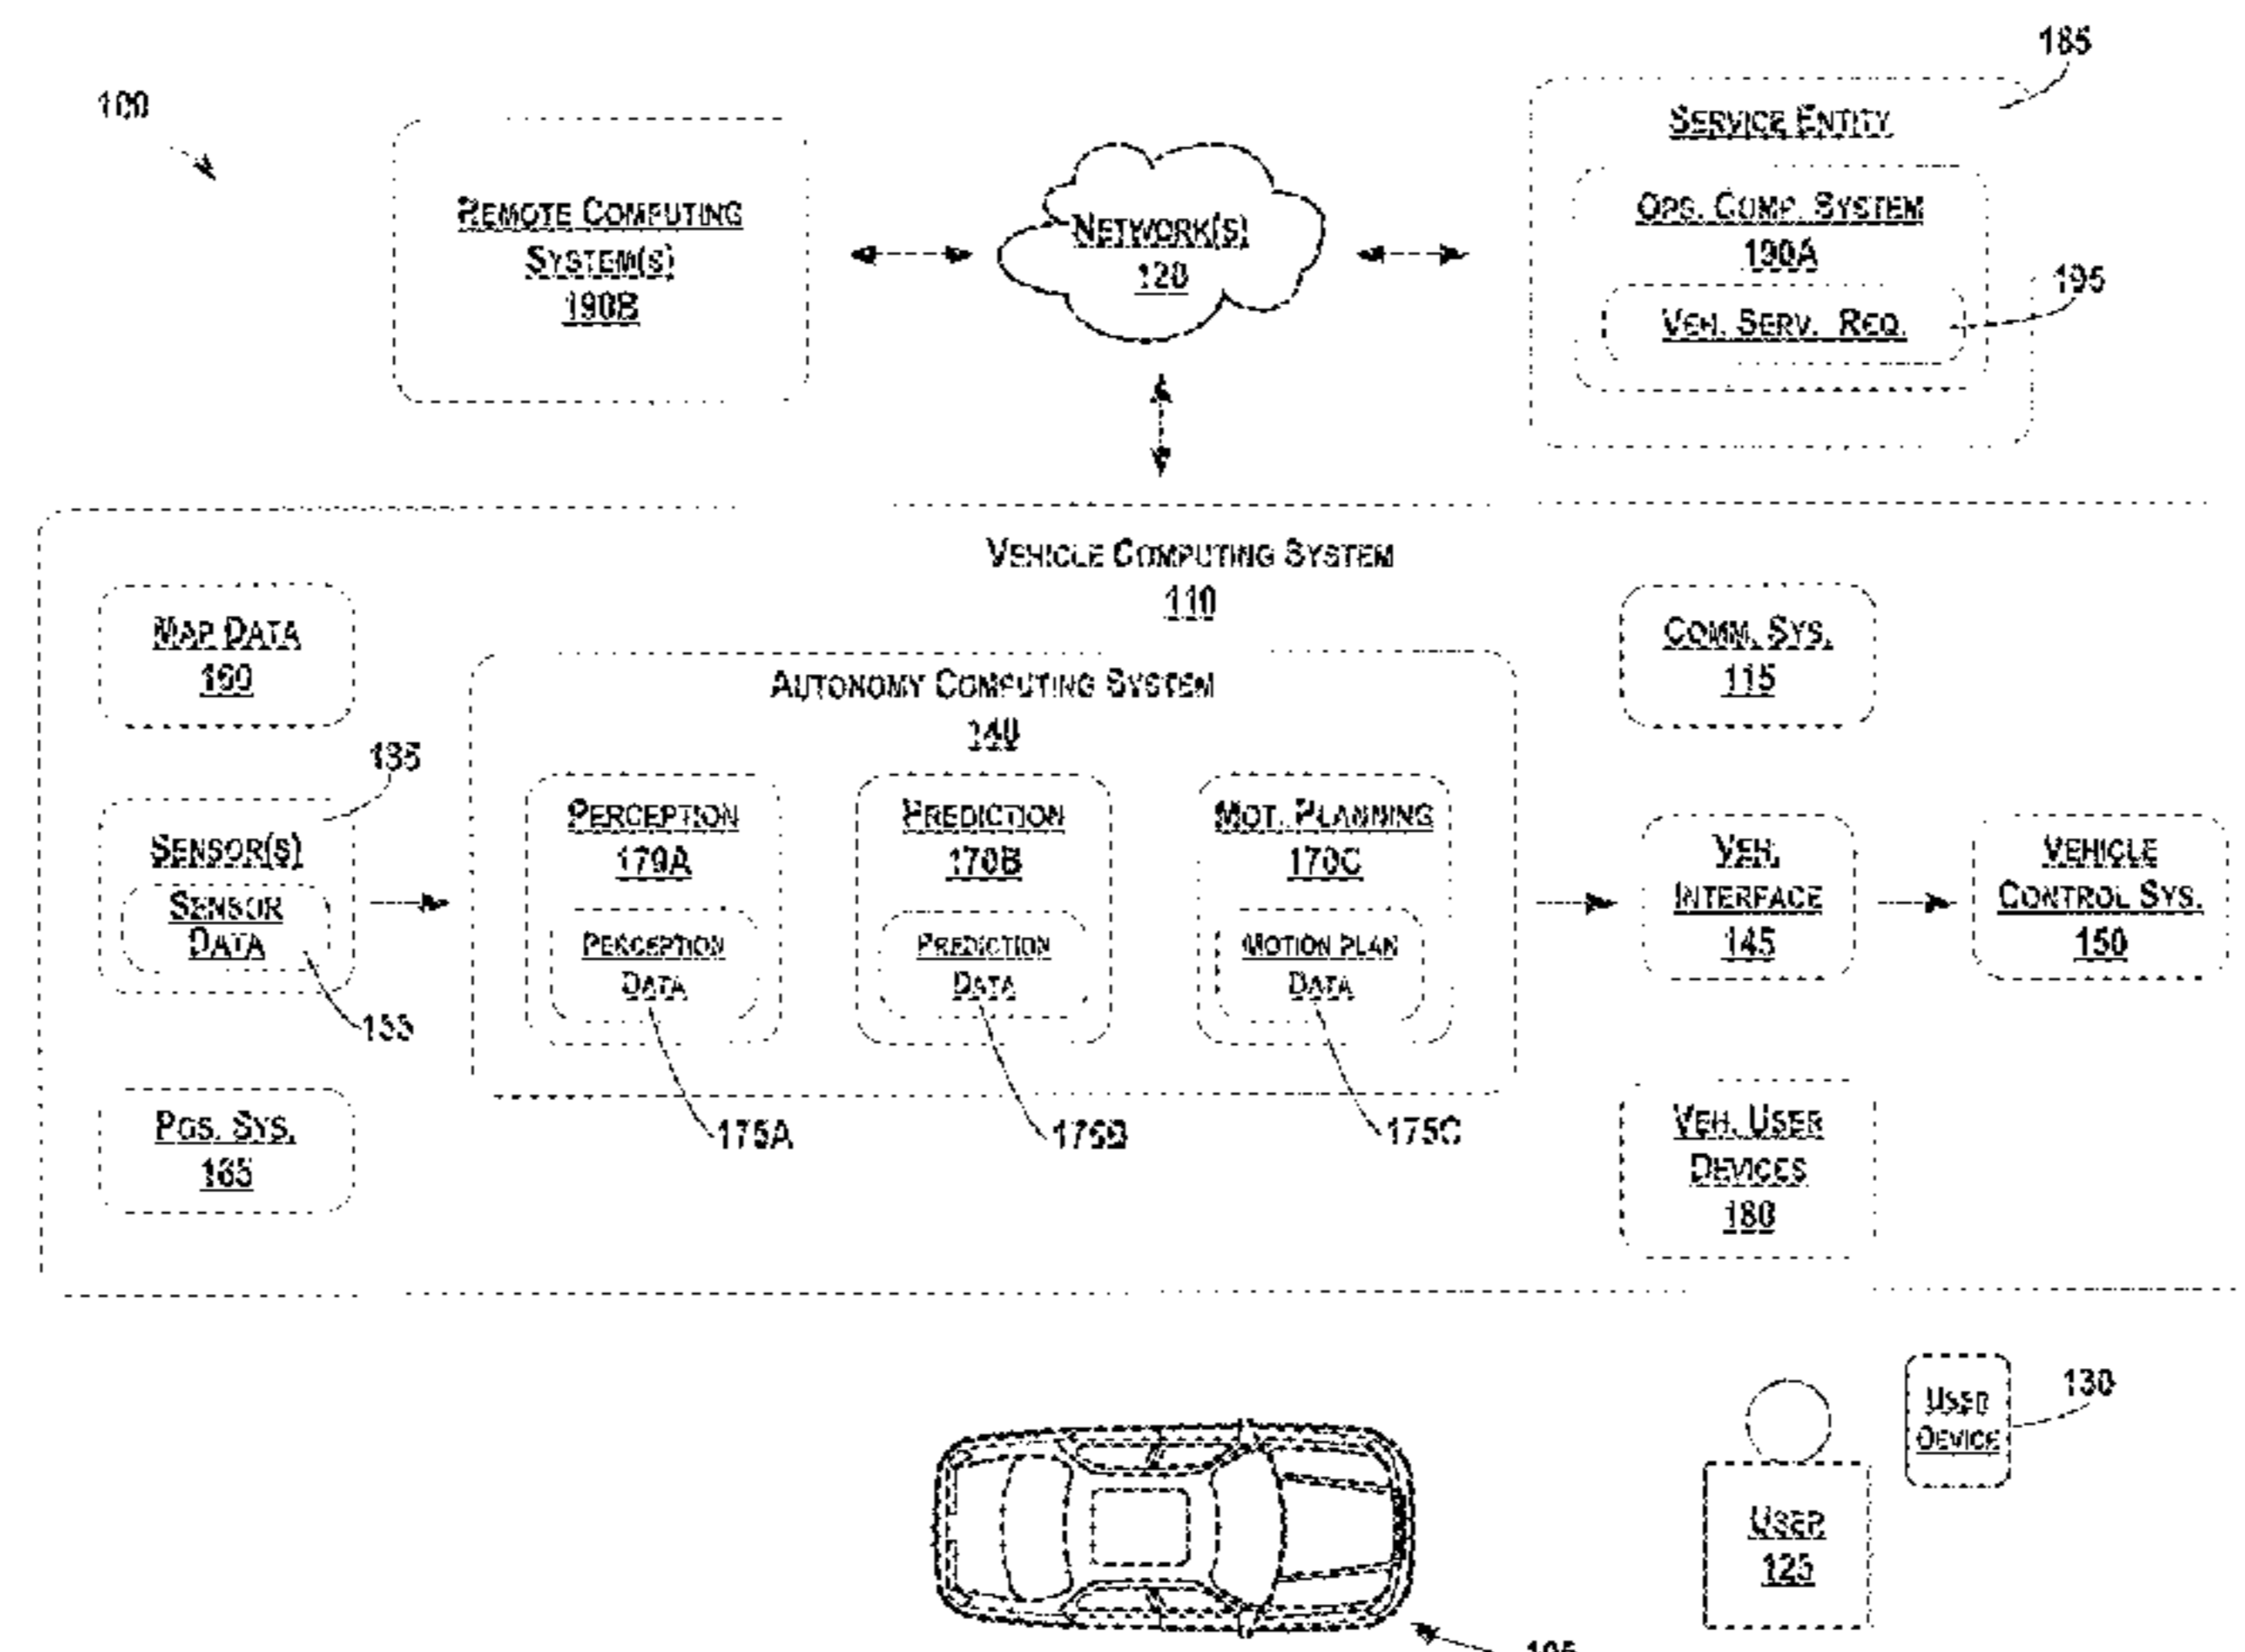 100
185
SERVICE ENTITY
REMOTE COMPUTING
SYSTEM(S)
190B
NETWORK(S)
120
OPS. COMP. SYSTEM
190A
195
VEH. SERV. REQ.
VEHICLE COMPUTING SYSTEM
110
MAP DATA
160
COMM. SYS.
115
AUTONOMY COMPUTING SYSTEM
140
135
SENSOR(S)
SENSOR
DATA
155
PERCEPTION
170A
PERCEPTION
DATA
175A
PREDICTION
170B
PREDICTION
DATA
175B
MOT. PLANNING
170C
MOTION PLAN
DATA
175C
VEH.
INTERFACE
145
VEHICLE
CONTROL SYS.
150
POS. SYS.
165
VEH. USER
DEVICES
180
USER
DEVICE
130
USER
125
105